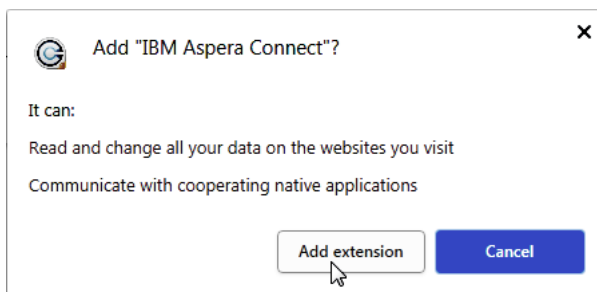 Add "IBM Aspera Connect"?
It can:
Read and change all your data on the websites you visit
Communicate with cooperating native applications
Add extension
Cancel